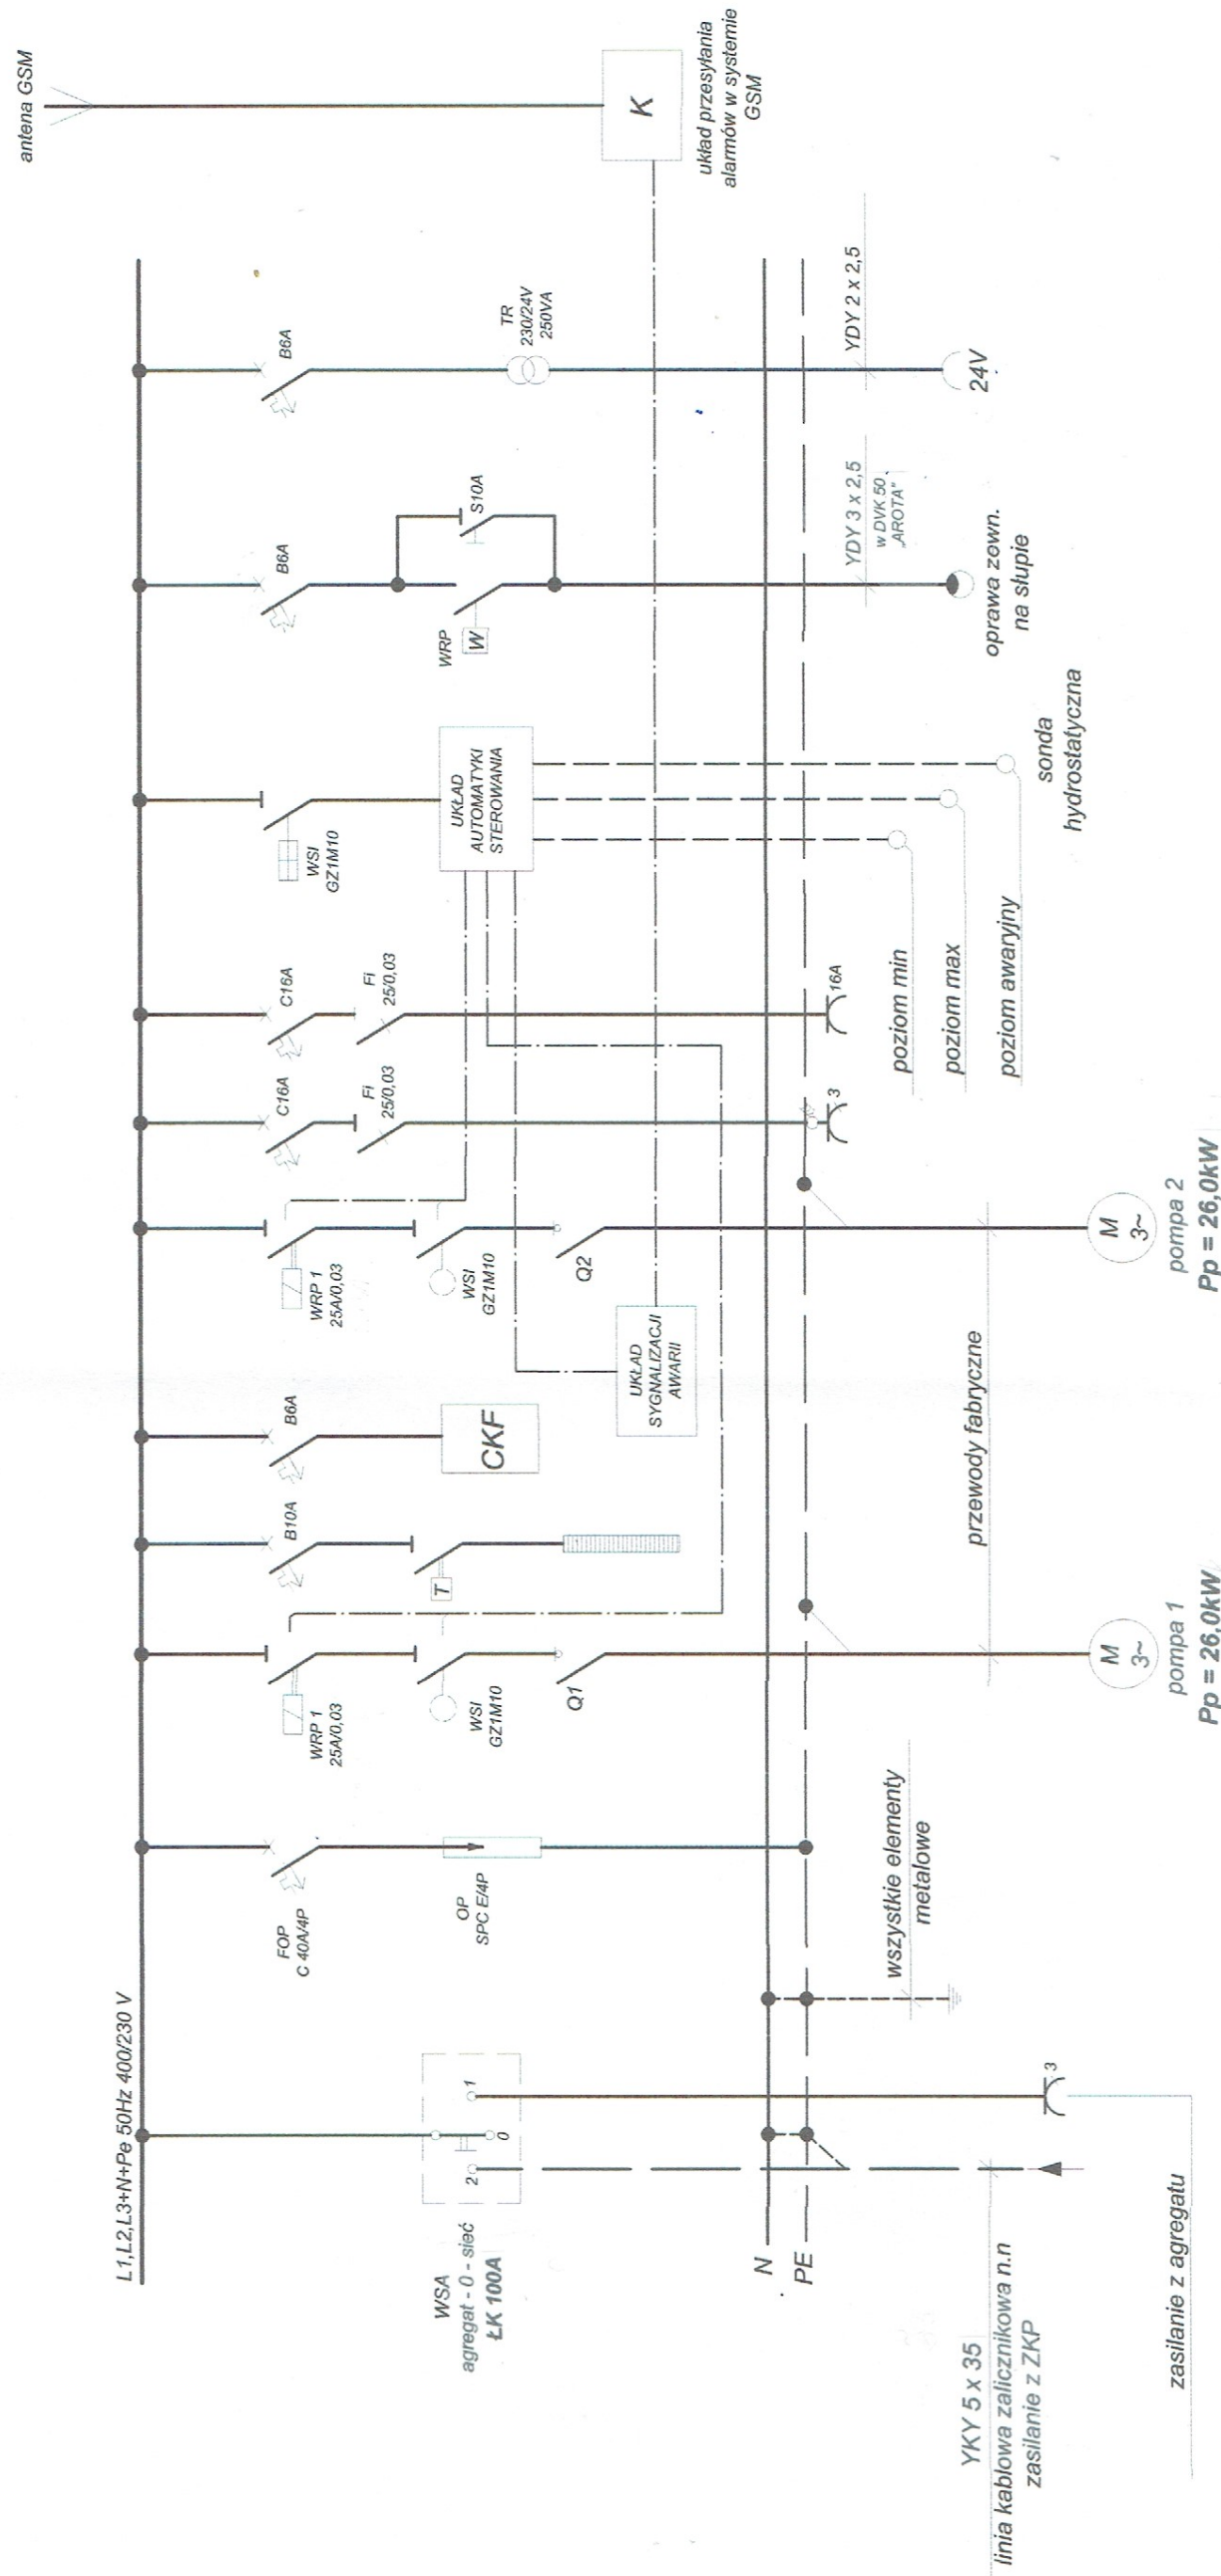 L1,L2,L3+N+Pe 50Hz 400/230 V
WSA
agregat - 0 - sieć
ŁK 100A
2
0
1
N
PE
YKY 5 x 35
linia kablowa zalicznikowa n.n
zasilanie z ZKP
zasilanie z agregatu
3
wszystkie elementy
metalowe
FOP
C 40A/4P
OP
SPC E/4P
WRP 1
25A/0,03
WSI
GZ1M10
Q1
M
3~
pompa 1
Pp = 26,0kW
B10A
T
B6A
CKF
przewody fabryczne
UKŁAD
SYGNALIZACJI
AWARII
WRP 1
25A/0,03
WSI
GZ1M10
Q2
M
3~
pompa 2
Pp = 26,0kW
C16A
Fi
25/0,03
3
C16A
Fi
25/0,03
16A
WSI
GZ1M10
UKŁAD
AUTOMATYKI
STEROWANIA
poziom min
poziom max
poziom awaryjny
sonda
hydrostatyczna
B6A
WRP
W
S10A
YDY 3 x 2,5
w DVK 50
„AROTA”
oprawa zewn.
na słupie
B6A
TR
230/24V
250VA
YDY 2 x 2,5
24V
antena GSM
K
układ przesyłania
alarmów w systemie
GSM